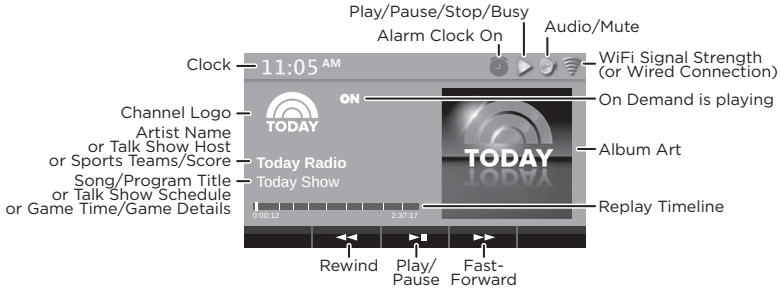 Play/Pause/Stop/Busy
Alarm Clock On
Audio/Mute
Clock
11:05 AM
WiFi Signal Strength
(or Wired Connection)
Channel Logo
TODAY
ON
On Demand is playing
Artist Name
or Talk Show Host
or Sports Teams/Score
Today Radio
TODAY
Album Art
Song/Program Title
or Talk Show Schedule
or Game Time/Game Details
Today Show
0:00:12
2:37:17
Replay Timeline
Rewind
Play/
Pause
Fast-
Forward